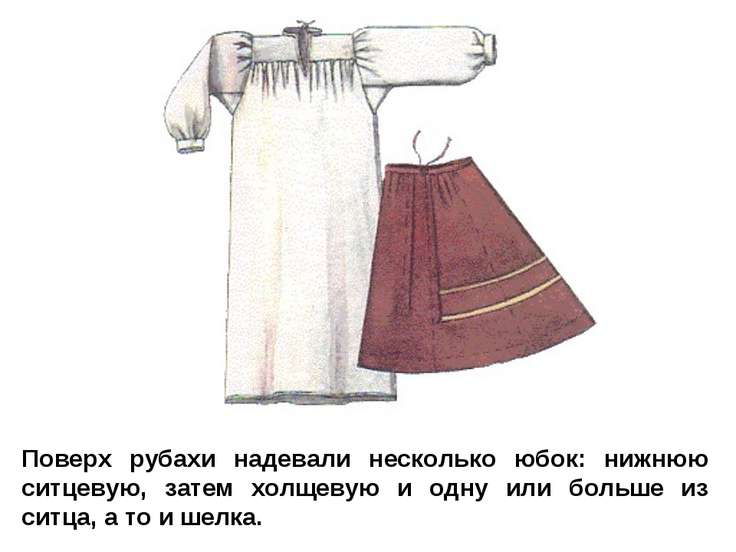 Поверх рубахи надевали несколько юбок: нижнюю
ситцевую, затем холщевую и одну или больше из
ситца, а то и шелка.